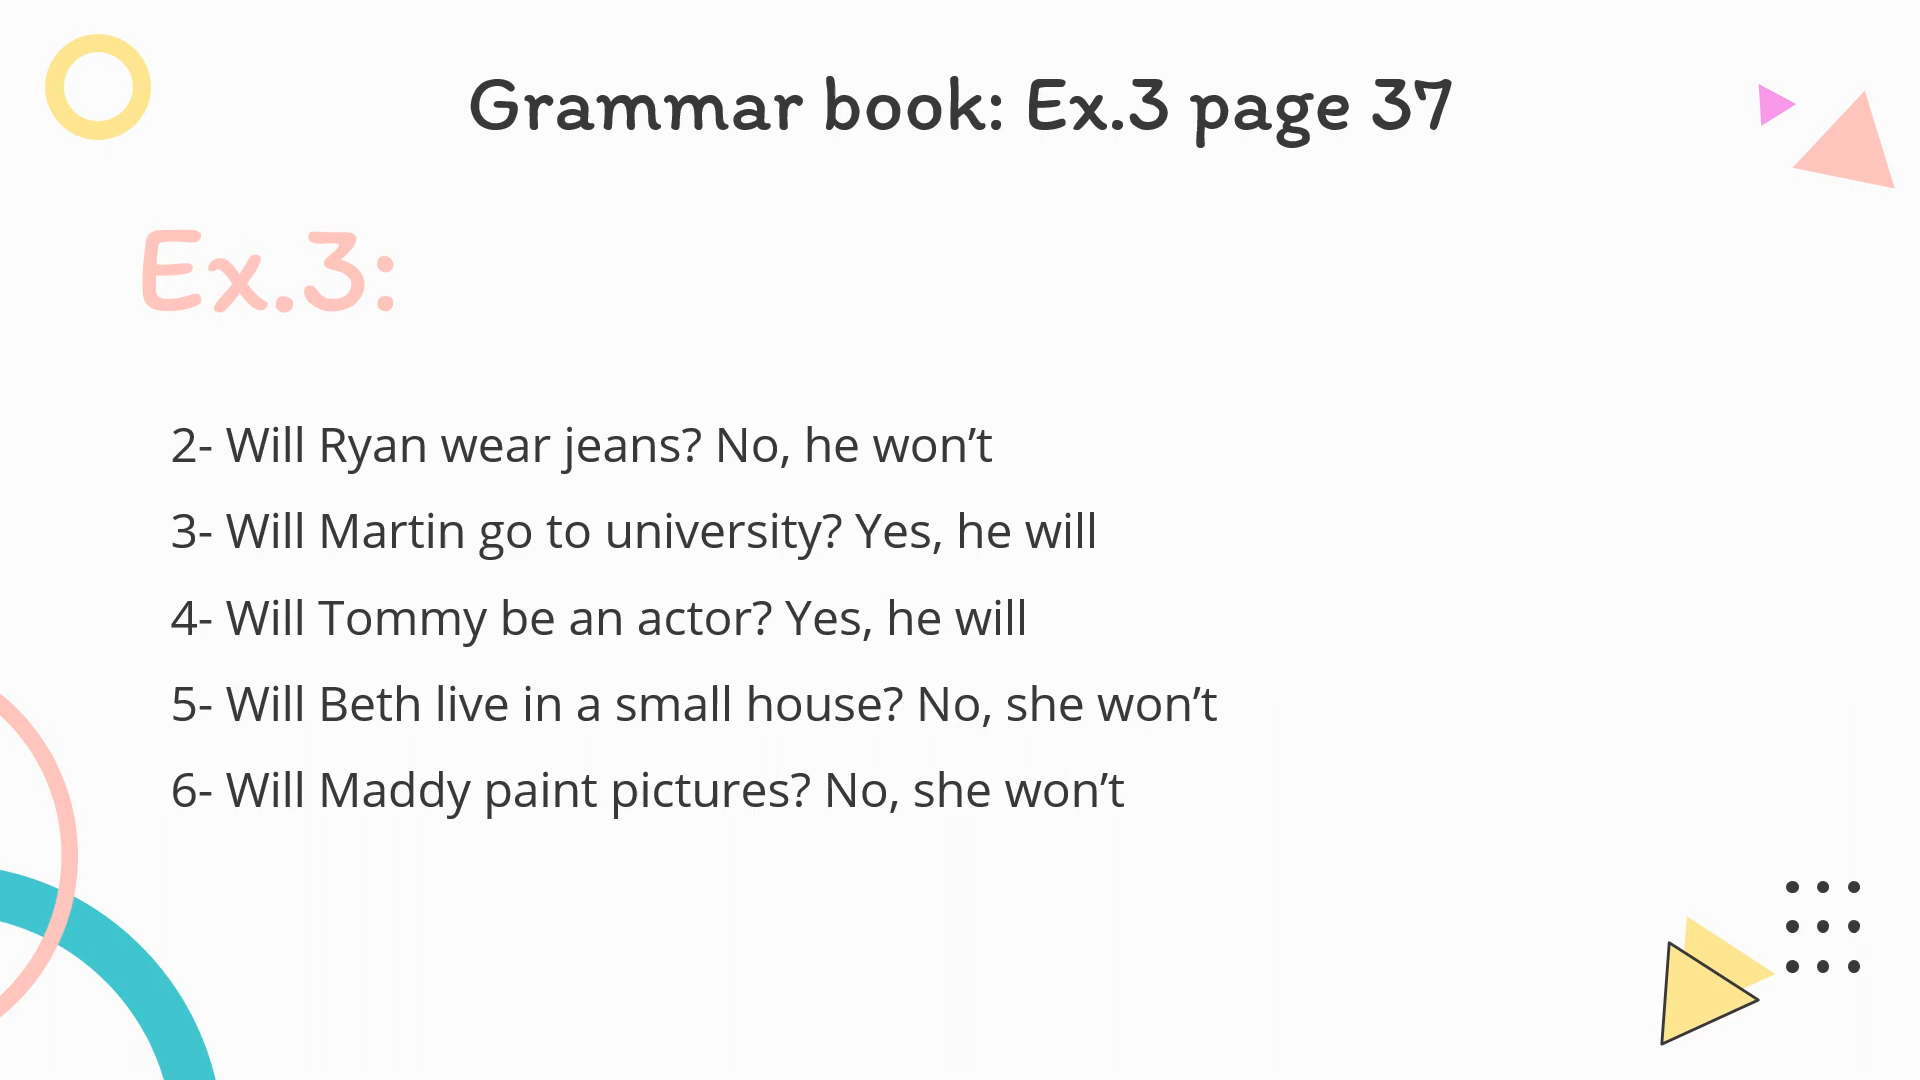 Grammar book: Ex.3 page 37
Ex.3:
2- Will Ryan wear jeans? No, he won’t
3- Will Martin go to university? Yes, he will
4- Will Tommy be an actor? Yes, he will
5- Will Beth live in a small house? No, she won’t
6- Will Maddy paint pictures? No, she won’t